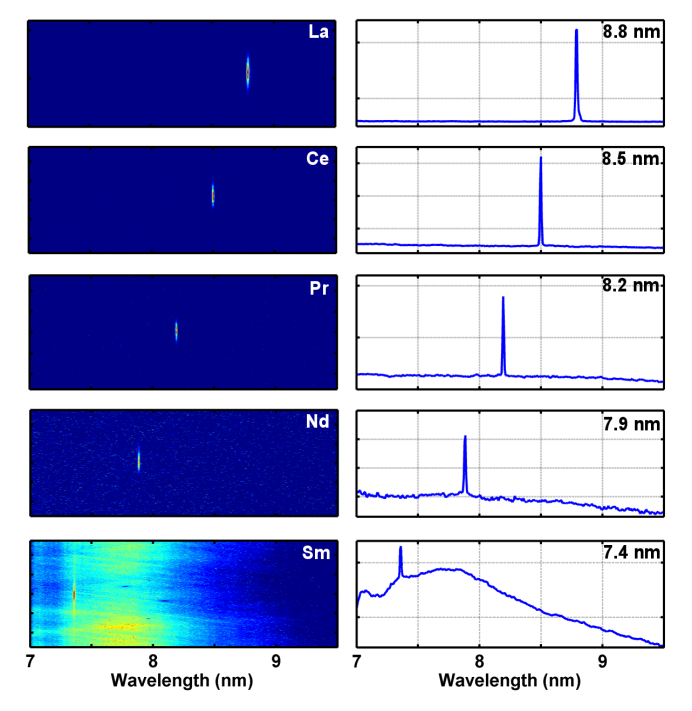 La
8.8 nm
Ce
8.5 nm
Pr
8.2 nm
Nd
7.9 nm
Sm
7.4 nm
7 8 9
7 8 9
Wavelength (nm)
Wavelength (nm)